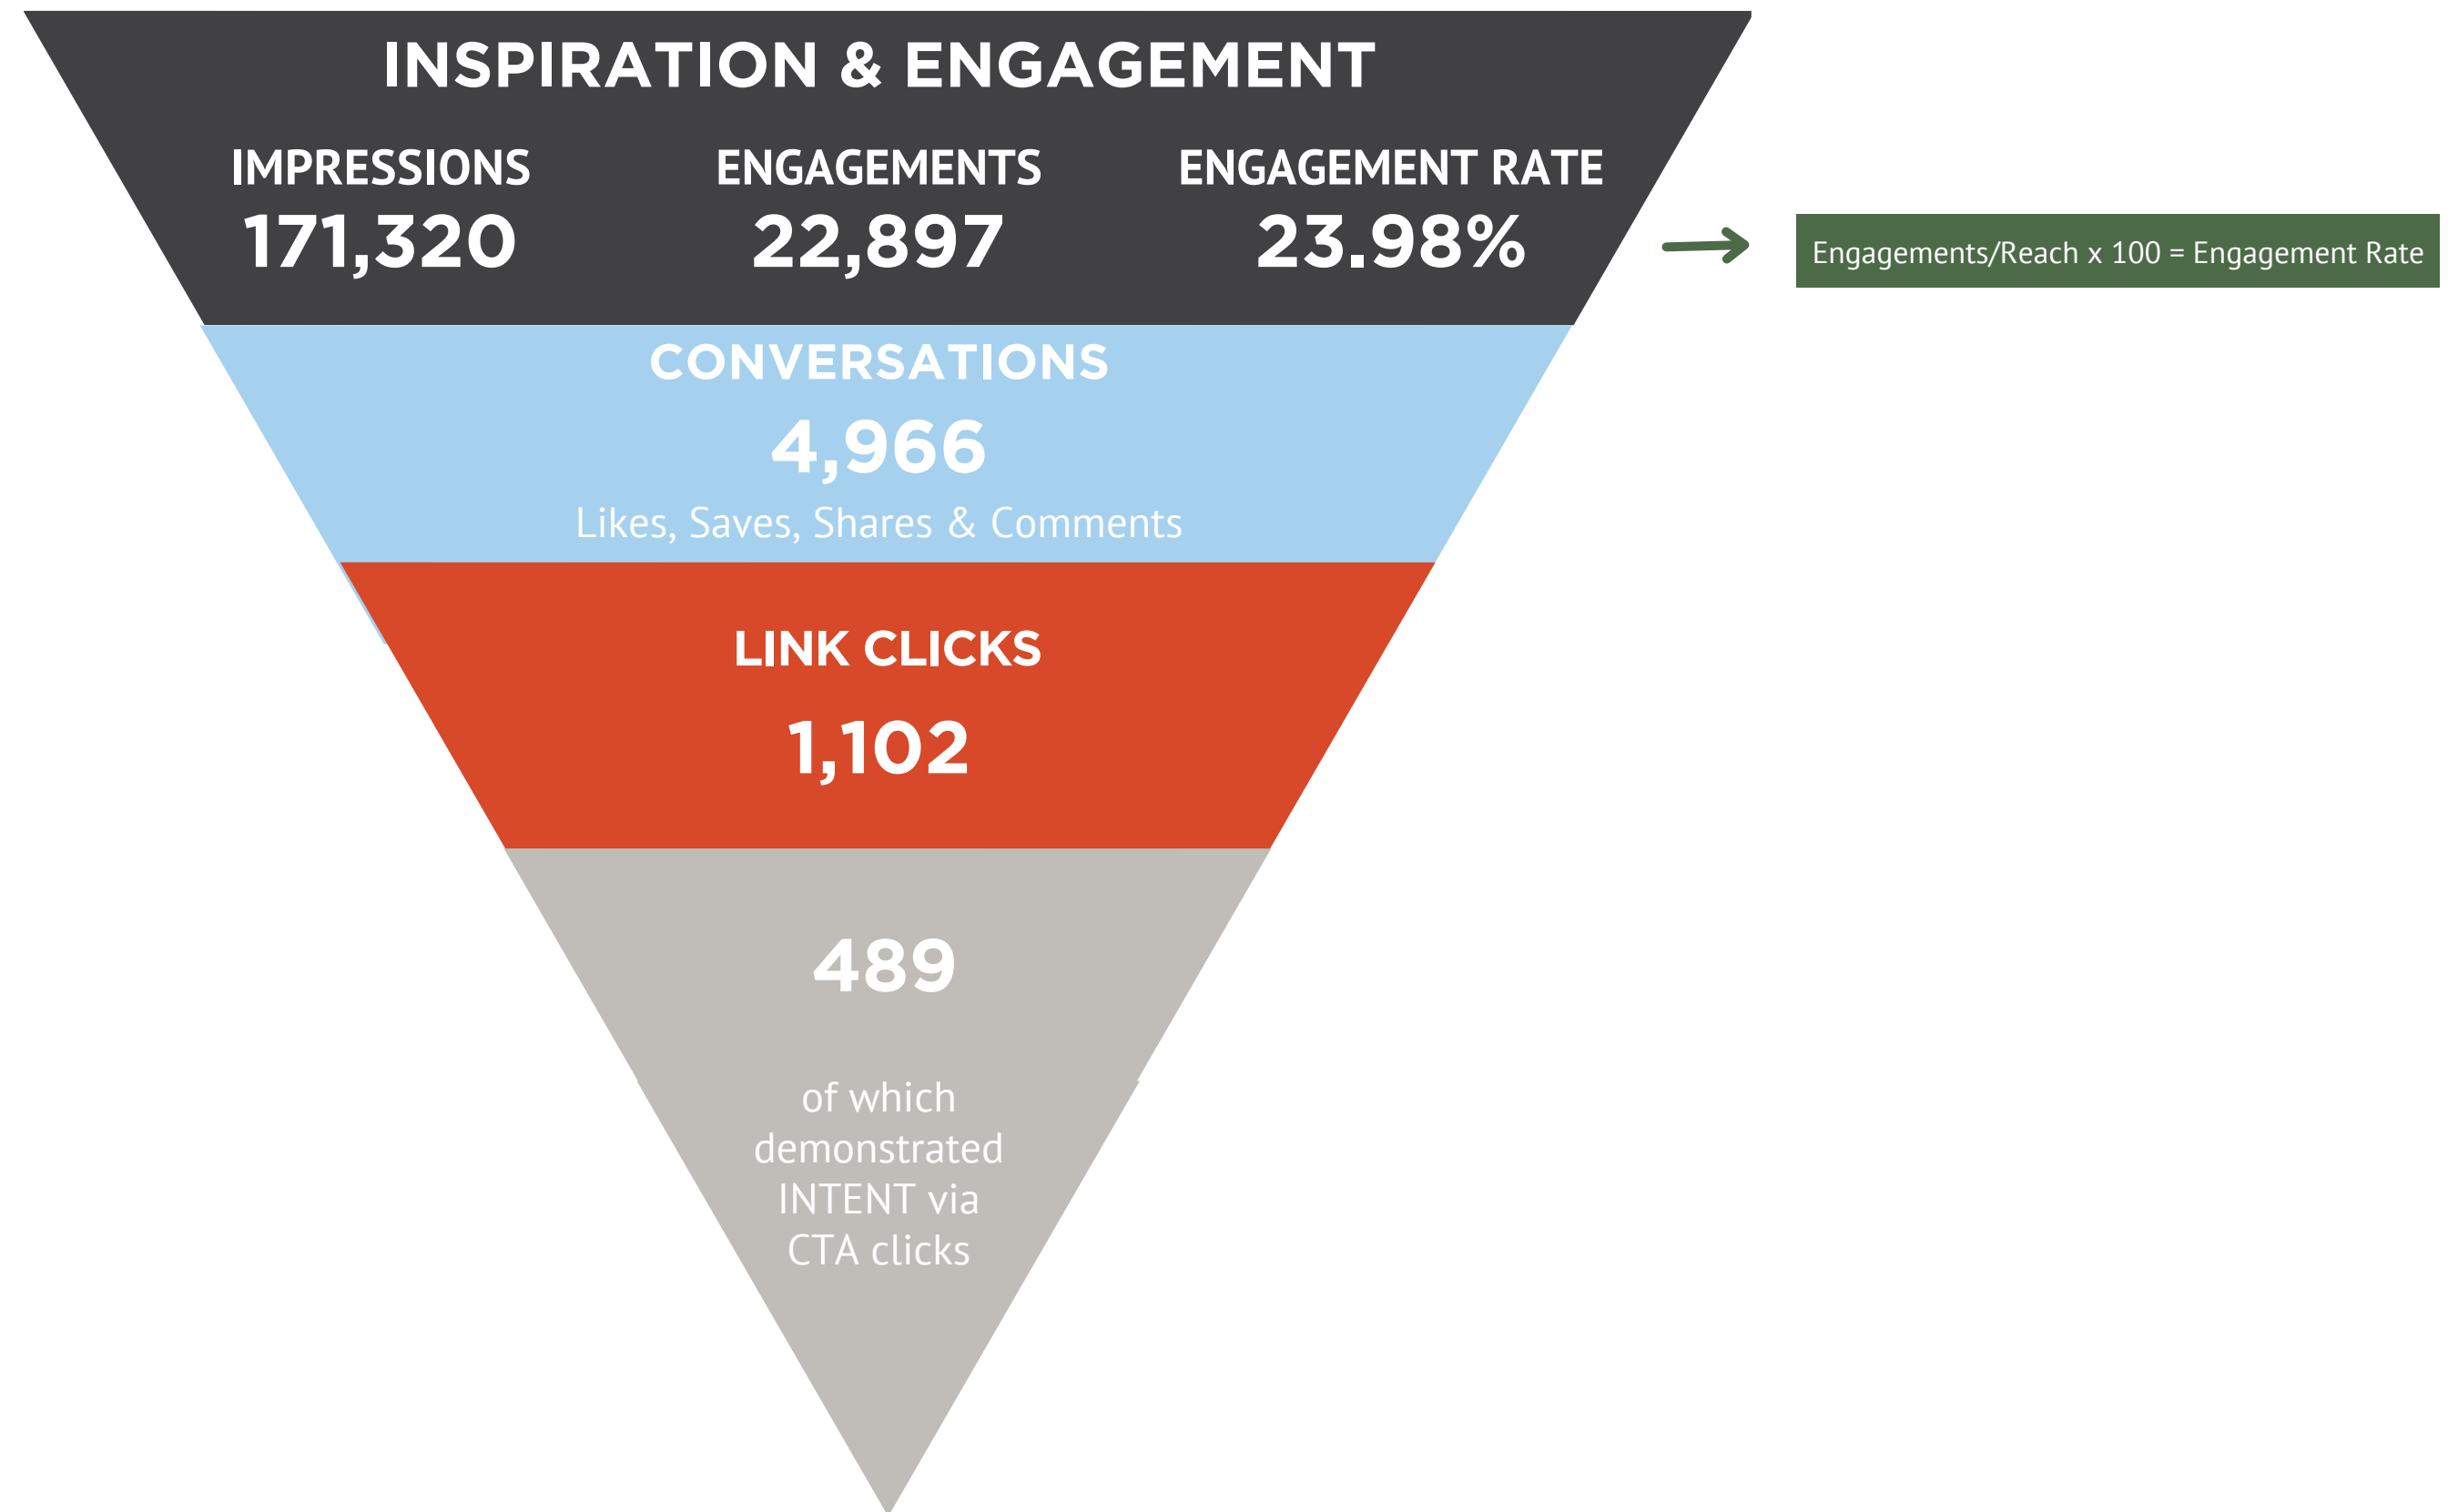 INSPIRATION & ENGAGEMENT
IMPRESSIONS ENGAGEMENTS ENGAGEMENT RATE
171,320 22,897 23.98%
Engagements/Reach x 100 = Engagement Rate
CONVERSATIONS
4,966
Likes, Saves, Shares & Comments
LINK CLICKS
1,102
489
of which
demonstrated
INTENT via
CTA clicks